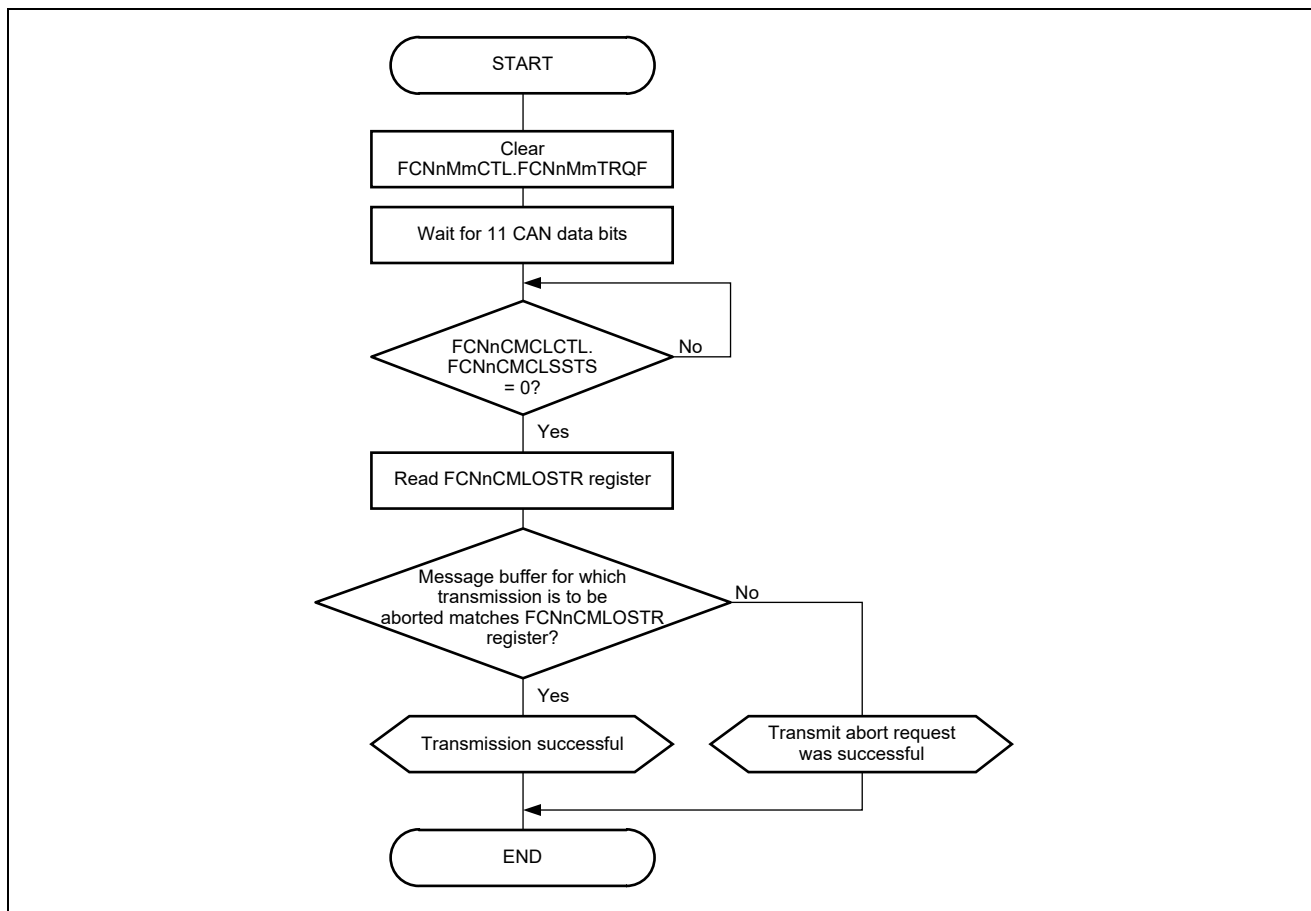 START
Clear
FCNnMmCTL.FCNnMmTRQF
Wait for 11 CAN data bits
FCNnCMCLCTL.
FCNnCMCLSSTS
= 0?
No
Yes
Read FCNnCMLOSTR register
Message buffer for which
transmission is to be
aborted matches FCNnCMLOSTR
register?
No
Yes
Transmission successful
Transmit abort request
was successful
END